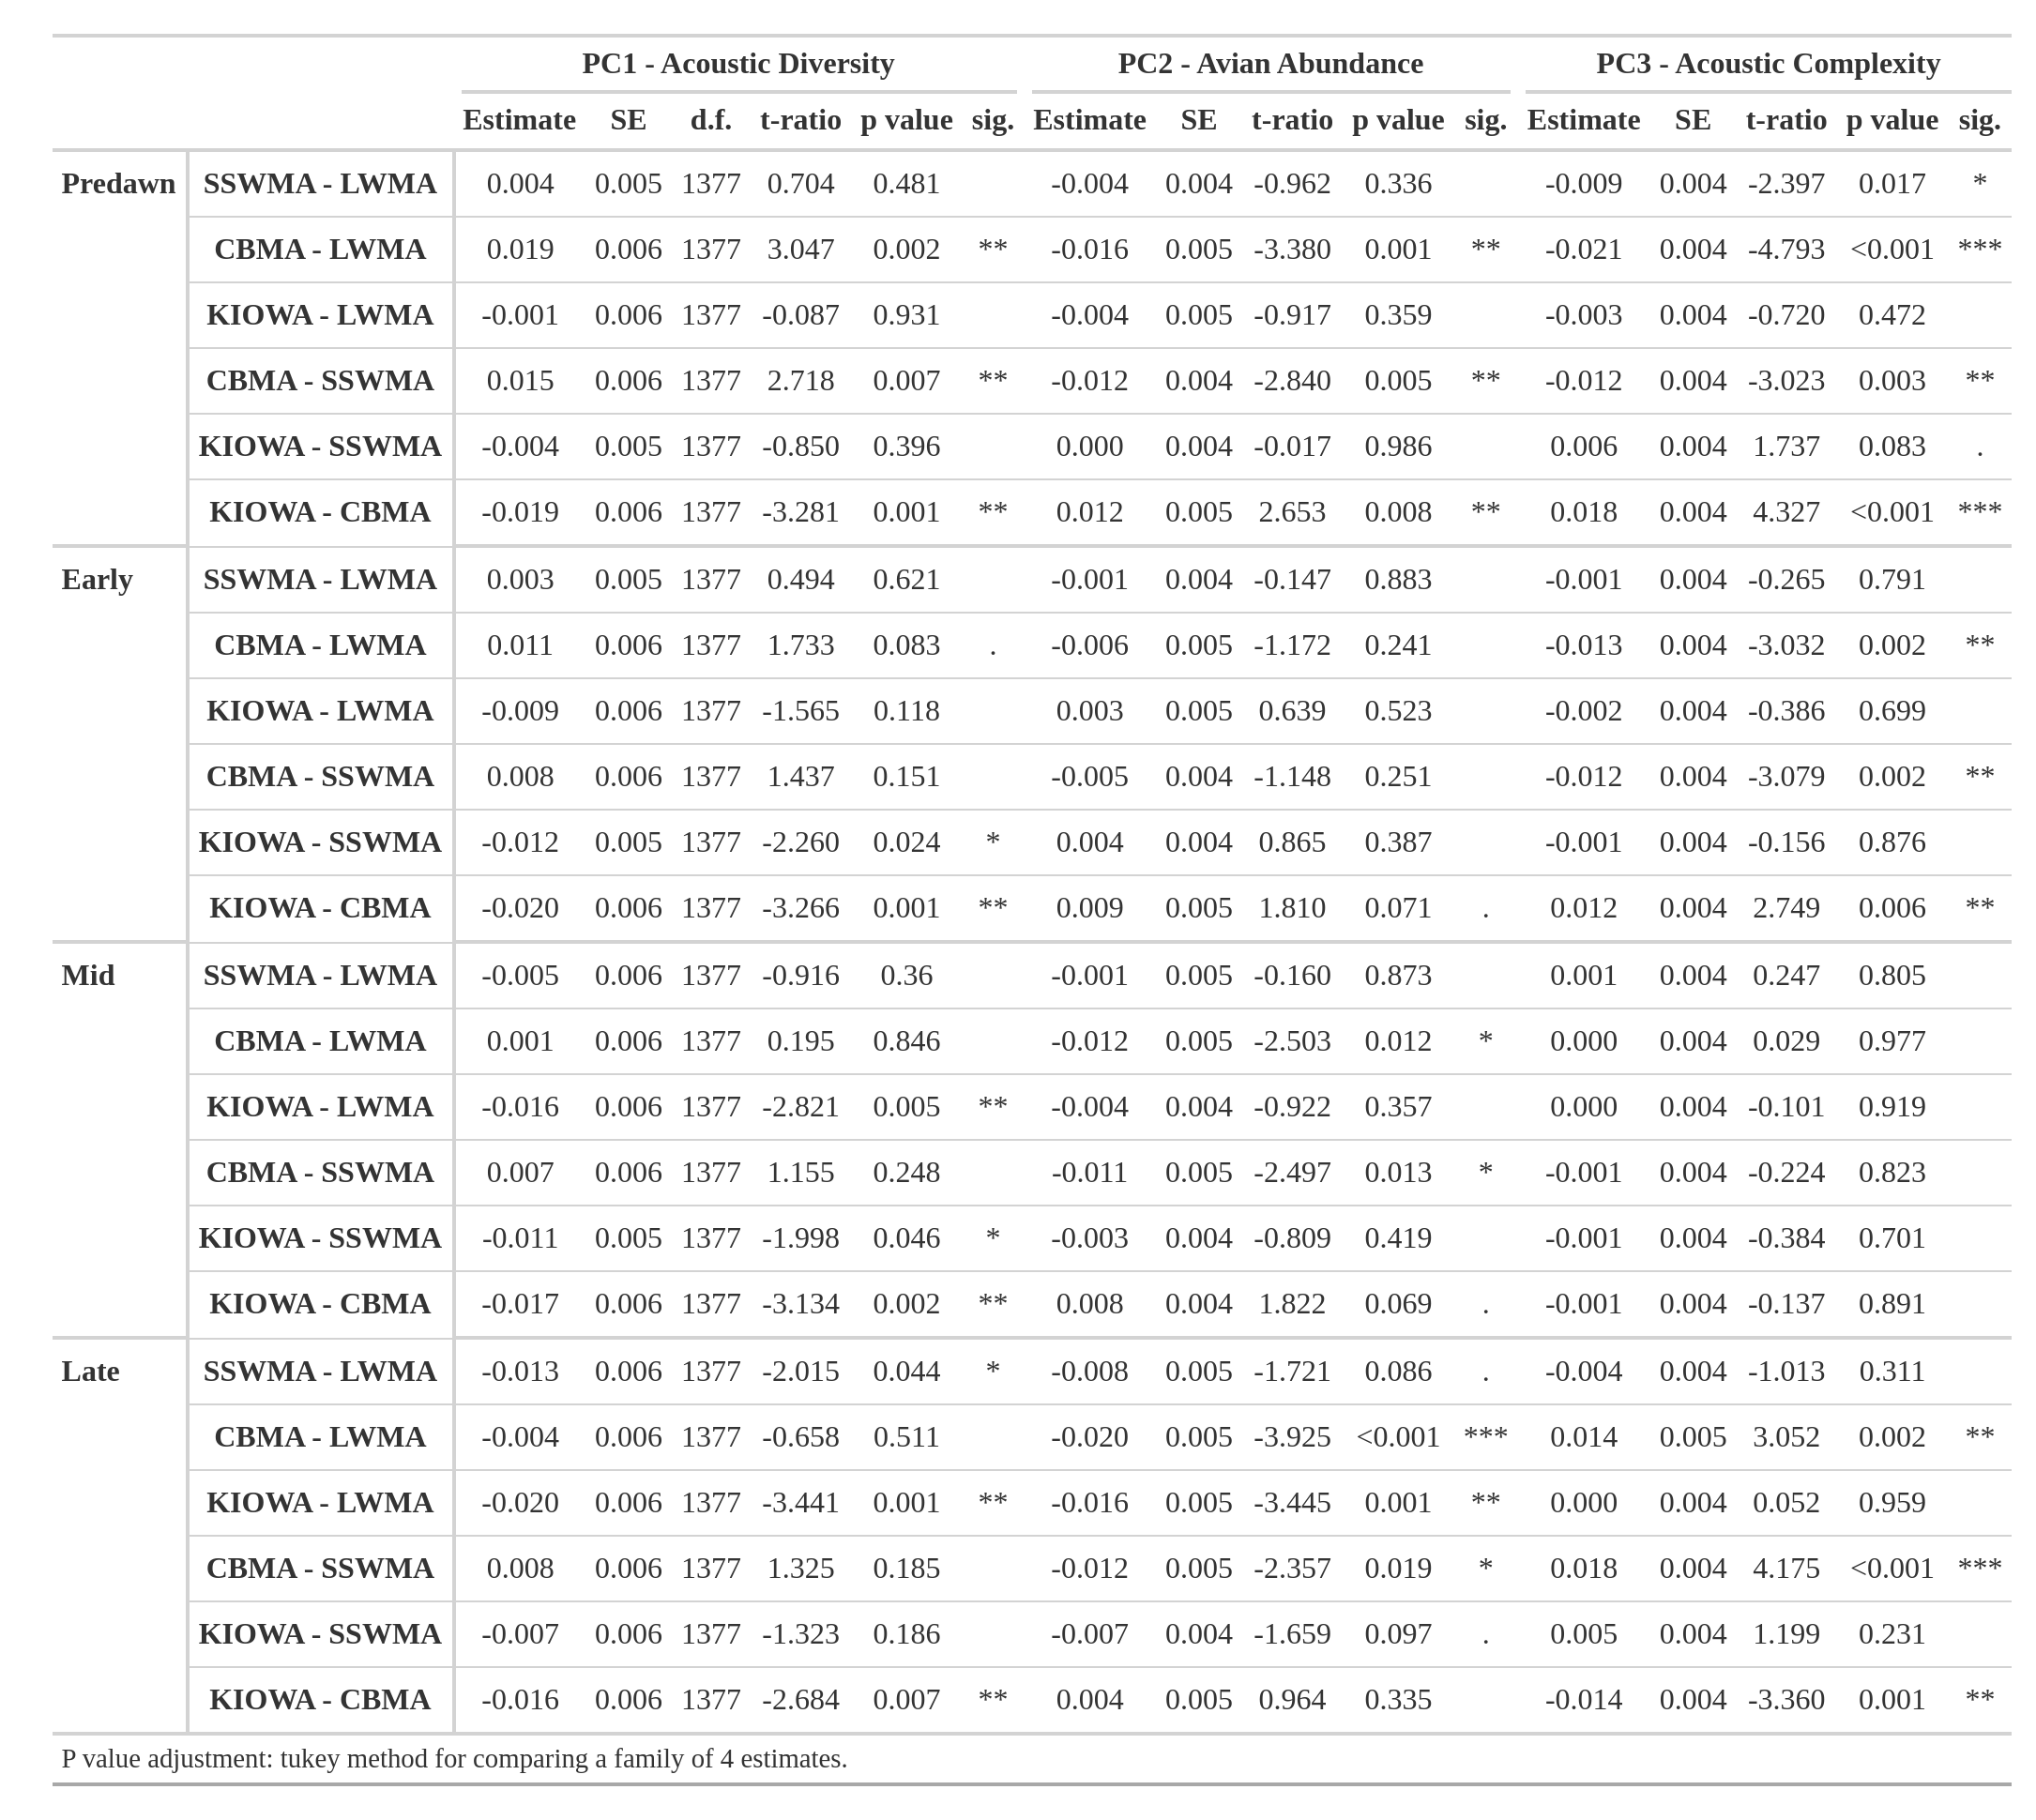 PC1 - Acoustic Diversity PC2 - Avian Abundance PC3 - Acoustic Complexity
Estimate SE d.f. t-ratio p value sig. Estimate SE t-ratio p value sig. Estimate SE t-ratio p value sig.
Predawn SSWMA - LWMA 0.004 0.005 1377 0.704 0.481 -0.004 0.004 -0.962 0.336 -0.009 0.004 -2.397 0.017 *
CBMA - LWMA 0.019 0.006 1377 3.047 0.002 ** -0.016 0.005 -3.380 0.001 ** -0.021 0.004 -4.793 <0.001 ***
KIOWA - LWMA -0.001 0.006 1377 -0.087 0.931 -0.004 0.005 -0.917 0.359 -0.003 0.004 -0.720 0.472
CBMA - SSWMA 0.015 0.006 1377 2.718 0.007 ** -0.012 0.004 -2.840 0.005 ** -0.012 0.004 -3.023 0.003 **
KIOWA - SSWMA -0.004 0.005 1377 -0.850 0.396 0.000 0.004 -0.017 0.986 0.006 0.004 1.737 0.083 .
KIOWA - CBMA -0.019 0.006 1377 -3.281 0.001 ** 0.012 0.005 2.653 0.008 ** 0.018 0.004 4.327 <0.001 ***
Early SSWMA - LWMA 0.003 0.005 1377 0.494 0.621 -0.001 0.004 -0.147 0.883 -0.001 0.004 -0.265 0.791
CBMA - LWMA 0.011 0.006 1377 1.733 0.083 . -0.006 0.005 -1.172 0.241 -0.013 0.004 -3.032 0.002 **
KIOWA - LWMA -0.009 0.006 1377 -1.565 0.118 0.003 0.005 0.639 0.523 -0.002 0.004 -0.386 0.699
CBMA - SSWMA 0.008 0.006 1377 1.437 0.151 -0.005 0.004 -1.148 0.251 -0.012 0.004 -3.079 0.002 **
KIOWA - SSWMA -0.012 0.005 1377 -2.260 0.024 * 0.004 0.004 0.865 0.387 -0.001 0.004 -0.156 0.876
KIOWA - CBMA -0.020 0.006 1377 -3.266 0.001 ** 0.009 0.005 1.810 0.071 . 0.012 0.004 2.749 0.006 **
Mid SSWMA - LWMA -0.005 0.006 1377 -0.916 0.36 -0.001 0.005 -0.160 0.873 0.001 0.004 0.247 0.805
CBMA - LWMA 0.001 0.006 1377 0.195 0.846 -0.012 0.005 -2.503 0.012 * 0.000 0.004 0.029 0.977
KIOWA - LWMA -0.016 0.006 1377 -2.821 0.005 ** -0.004 0.004 -0.922 0.357 0.000 0.004 -0.101 0.919
CBMA - SSWMA 0.007 0.006 1377 1.155 0.248 -0.011 0.005 -2.497 0.013 * -0.001 0.004 -0.224 0.823
KIOWA - SSWMA -0.011 0.005 1377 -1.998 0.046 * -0.003 0.004 -0.809 0.419 -0.001 0.004 -0.384 0.701
KIOWA - CBMA -0.017 0.006 1377 -3.134 0.002 ** 0.008 0.004 1.822 0.069 . -0.001 0.004 -0.137 0.891
Late SSWMA - LWMA -0.013 0.006 1377 -2.015 0.044 * -0.008 0.005 -1.721 0.086 . -0.004 0.004 -1.013 0.311
CBMA - LWMA -0.004 0.006 1377 -0.658 0.511 -0.020 0.005 -3.925 <0.001 *** 0.014 0.005 3.052 0.002 **
KIOWA - LWMA -0.020 0.006 1377 -3.441 0.001 ** -0.016 0.005 -3.445 0.001 ** 0.000 0.004 0.052 0.959
CBMA - SSWMA 0.008 0.006 1377 1.325 0.185 -0.012 0.005 -2.357 0.019 * 0.018 0.004 4.175 <0.001 ***
KIOWA - SSWMA -0.007 0.006 1377 -1.323 0.186 -0.007 0.004 -1.659 0.097 . 0.005 0.004 1.199 0.231
KIOWA - CBMA -0.016 0.006 1377 -2.684 0.007 ** 0.004 0.005 0.964 0.335 -0.014 0.004 -3.360 0.001 **
P value adjustment: tukey method for comparing a family of 4 estimates.